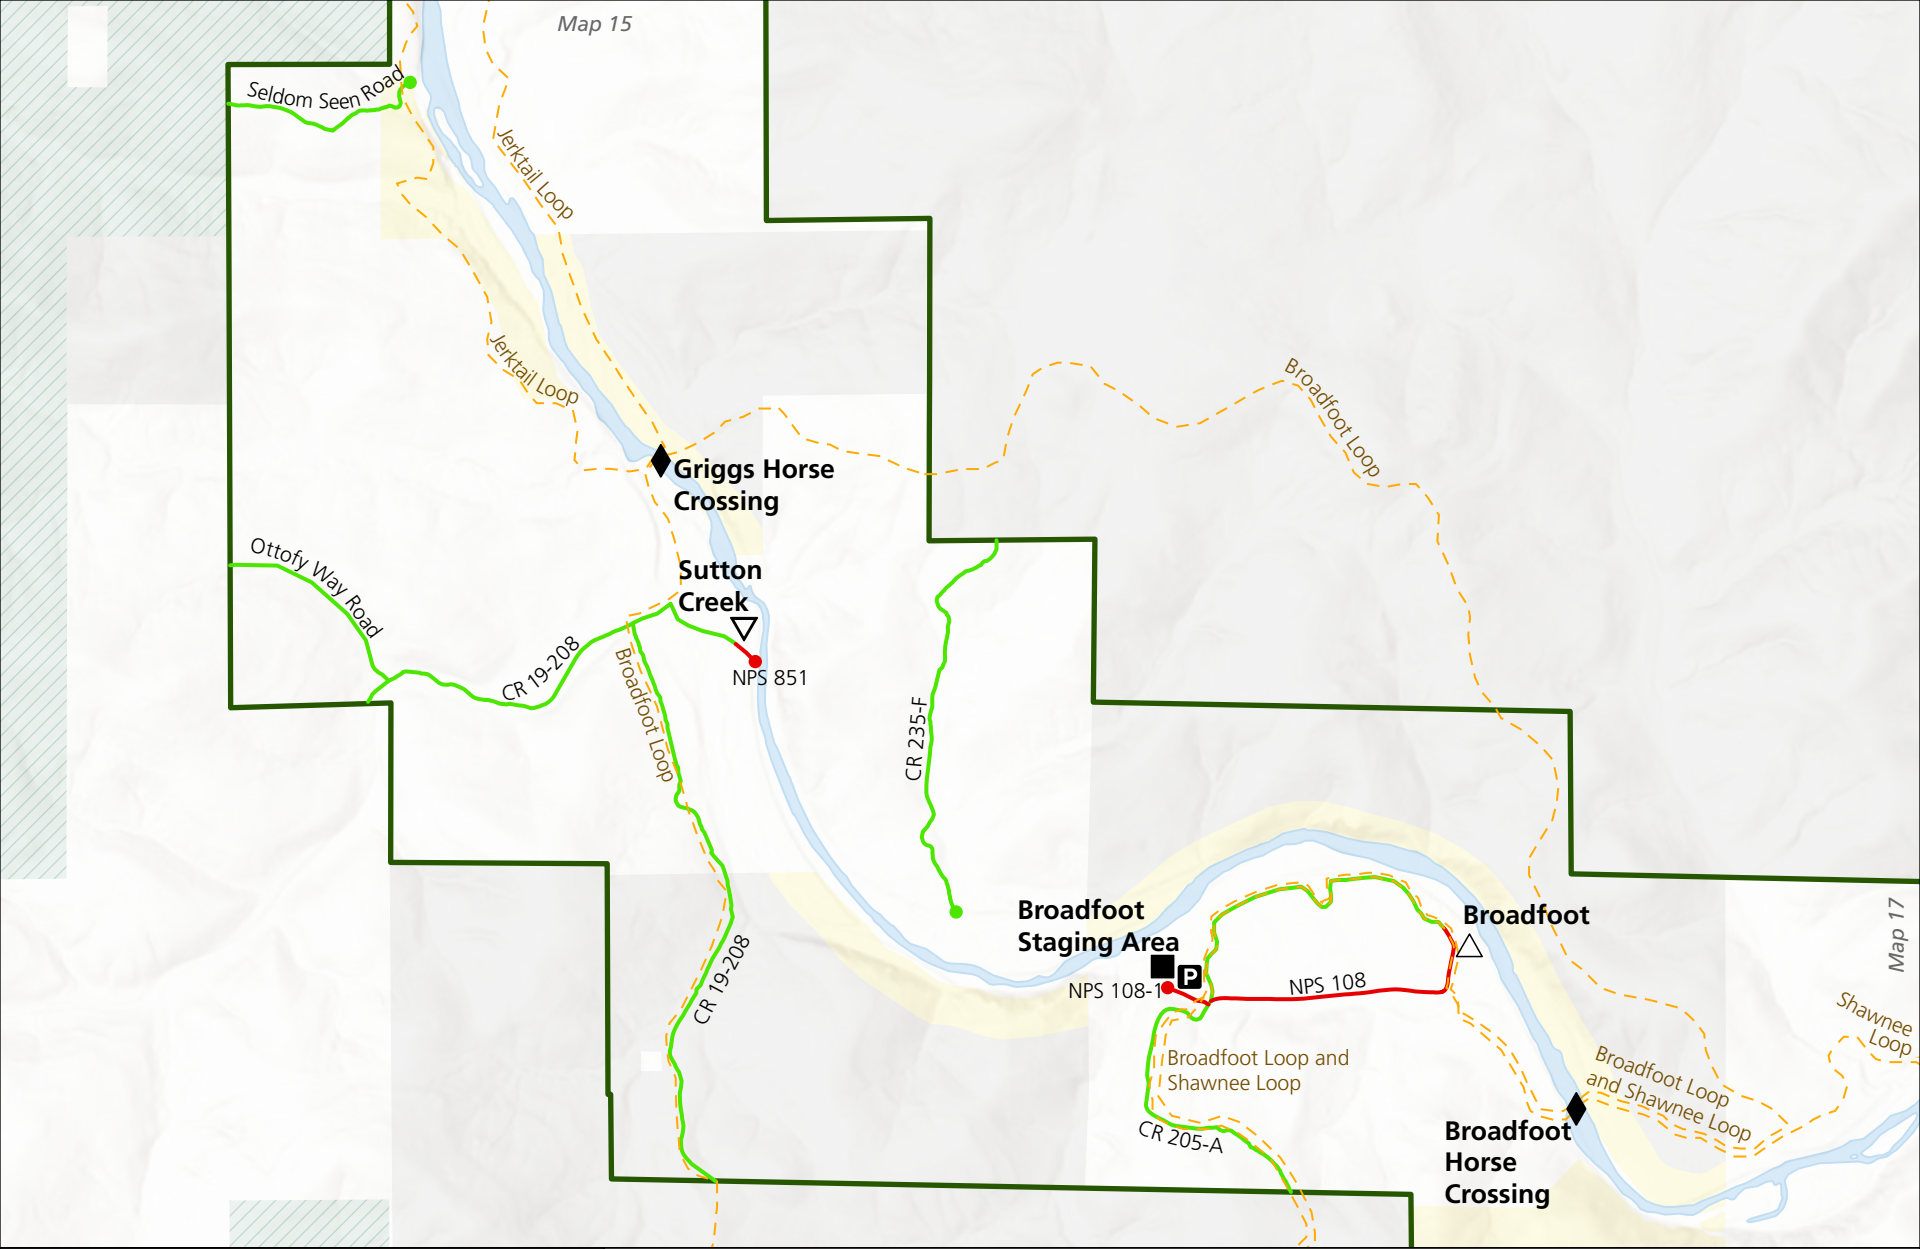 Map 15
Seldom Seen Road
Jerktail Loop
Jerktail Loop
Broadfoot Loop
Griggs Horse
Crossing
Ottofy Way Road
Sutton
Creek
CR 19-208
NPS 851
Broadfoot Loop
CR 235-F
Broadfoot
Staging Area
P
NPS 108-1
NPS 108
Broadfoot
Map 17
CR 19-208
Shawnee
Loop
Broadfoot Loop and
Shawnee Loop
Broadfoot Loop
and Shawnee Loop
CR 205-A
Broadfoot
Horse
Crossing